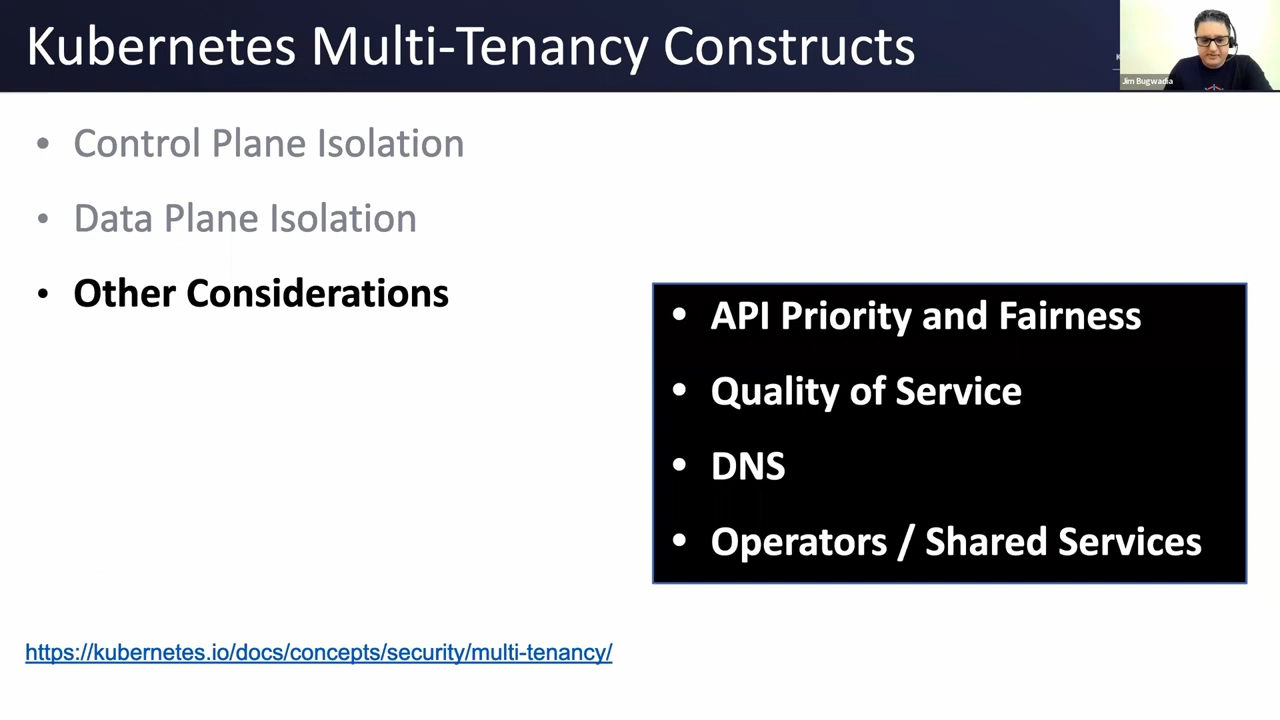 Kubernetes Multi-Tenancy Constructs
Jim Bugwadia
• Control Plane Isolation
• Data Plane Isolation
• Other Considerations
• API Priority and Fairness
• Quality of Service
• DNS
• Operators / Shared Services
https://kubernetes.io/docs/concepts/security/multi-tenancy/